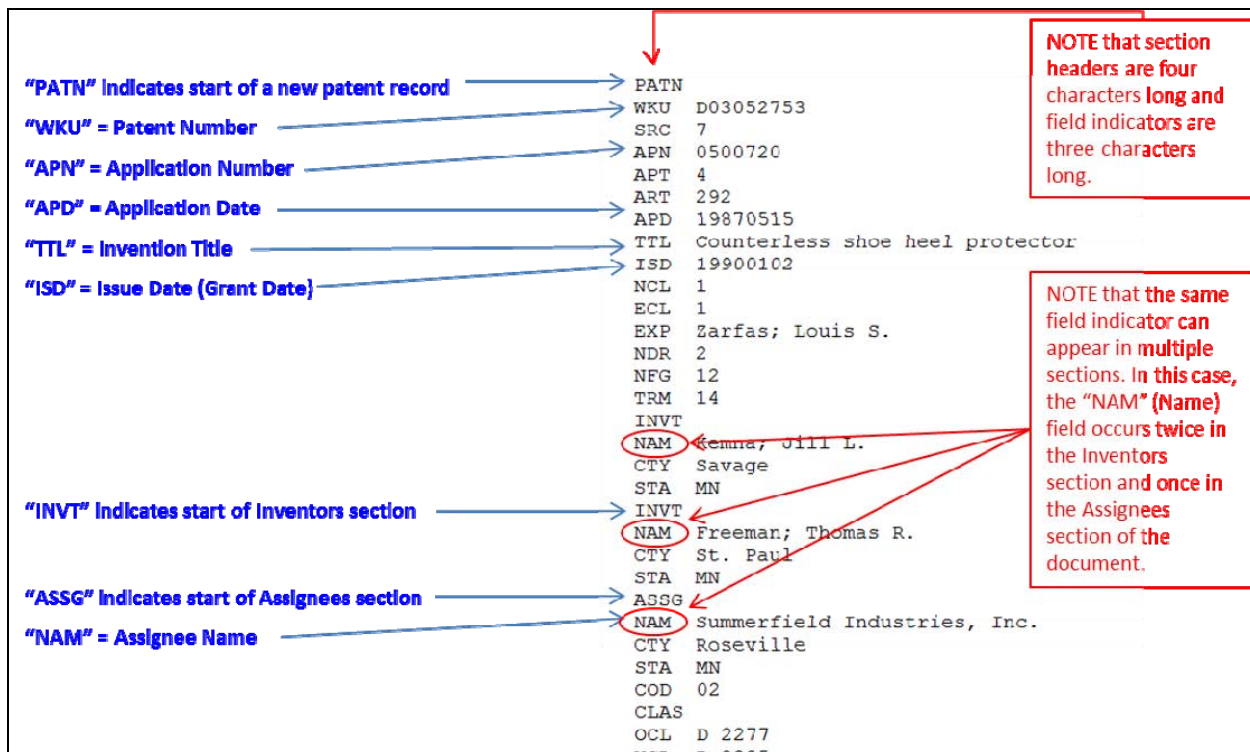 “PATN” indicates start of a new patent record
“WKU” = Patent Number
“APN” = Application Number
“APD” = Application Date
“TTL” = Invention Title
“ISD” = Issue Date (Grant Date)
“INVT” indicates start of Inventors section
“ASSG” indicates start of Assignees section
“NAM” = Assignee Name
PATN
WKU D03052753
SRC 7
APN 0500720
APT 4
ART 292
APD 19870515
TTL Counterless shoe heel protector
ISD 19900102
NCL 1
ECL 1
EXP Zarfas; Louis S.
NDR 2
NFG 12
TRM 14
INVT
NAM Kemna; Jill L.
CTY Savage
STA MN
INVT
NAM Freeman; Thomas R.
CTY St. Paul
STA MN
ASSG
NAM Summerfield Industries, Inc.
CTY Roseville
STA MN
COD 02
CLAS
OCL D 2277
NOTE that section
headers are four
characters long and
field indicators are
three characters
long.
NOTE that the same
field indicator can
appear in multiple
sections. In this case,
the “NAM” (Name)
field occurs twice in
the Inventors
section and once in
the Assignees
section of the
document.